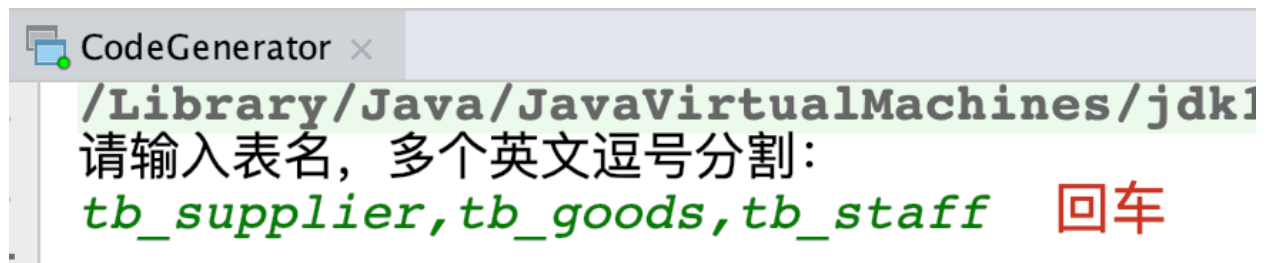 CodeGenerator
/Library/Java/JavaVirtualMachines/jdk1
请输入表名，多个英文逗号分割：
tb_supplier,tb_goods,tb_staff 回车